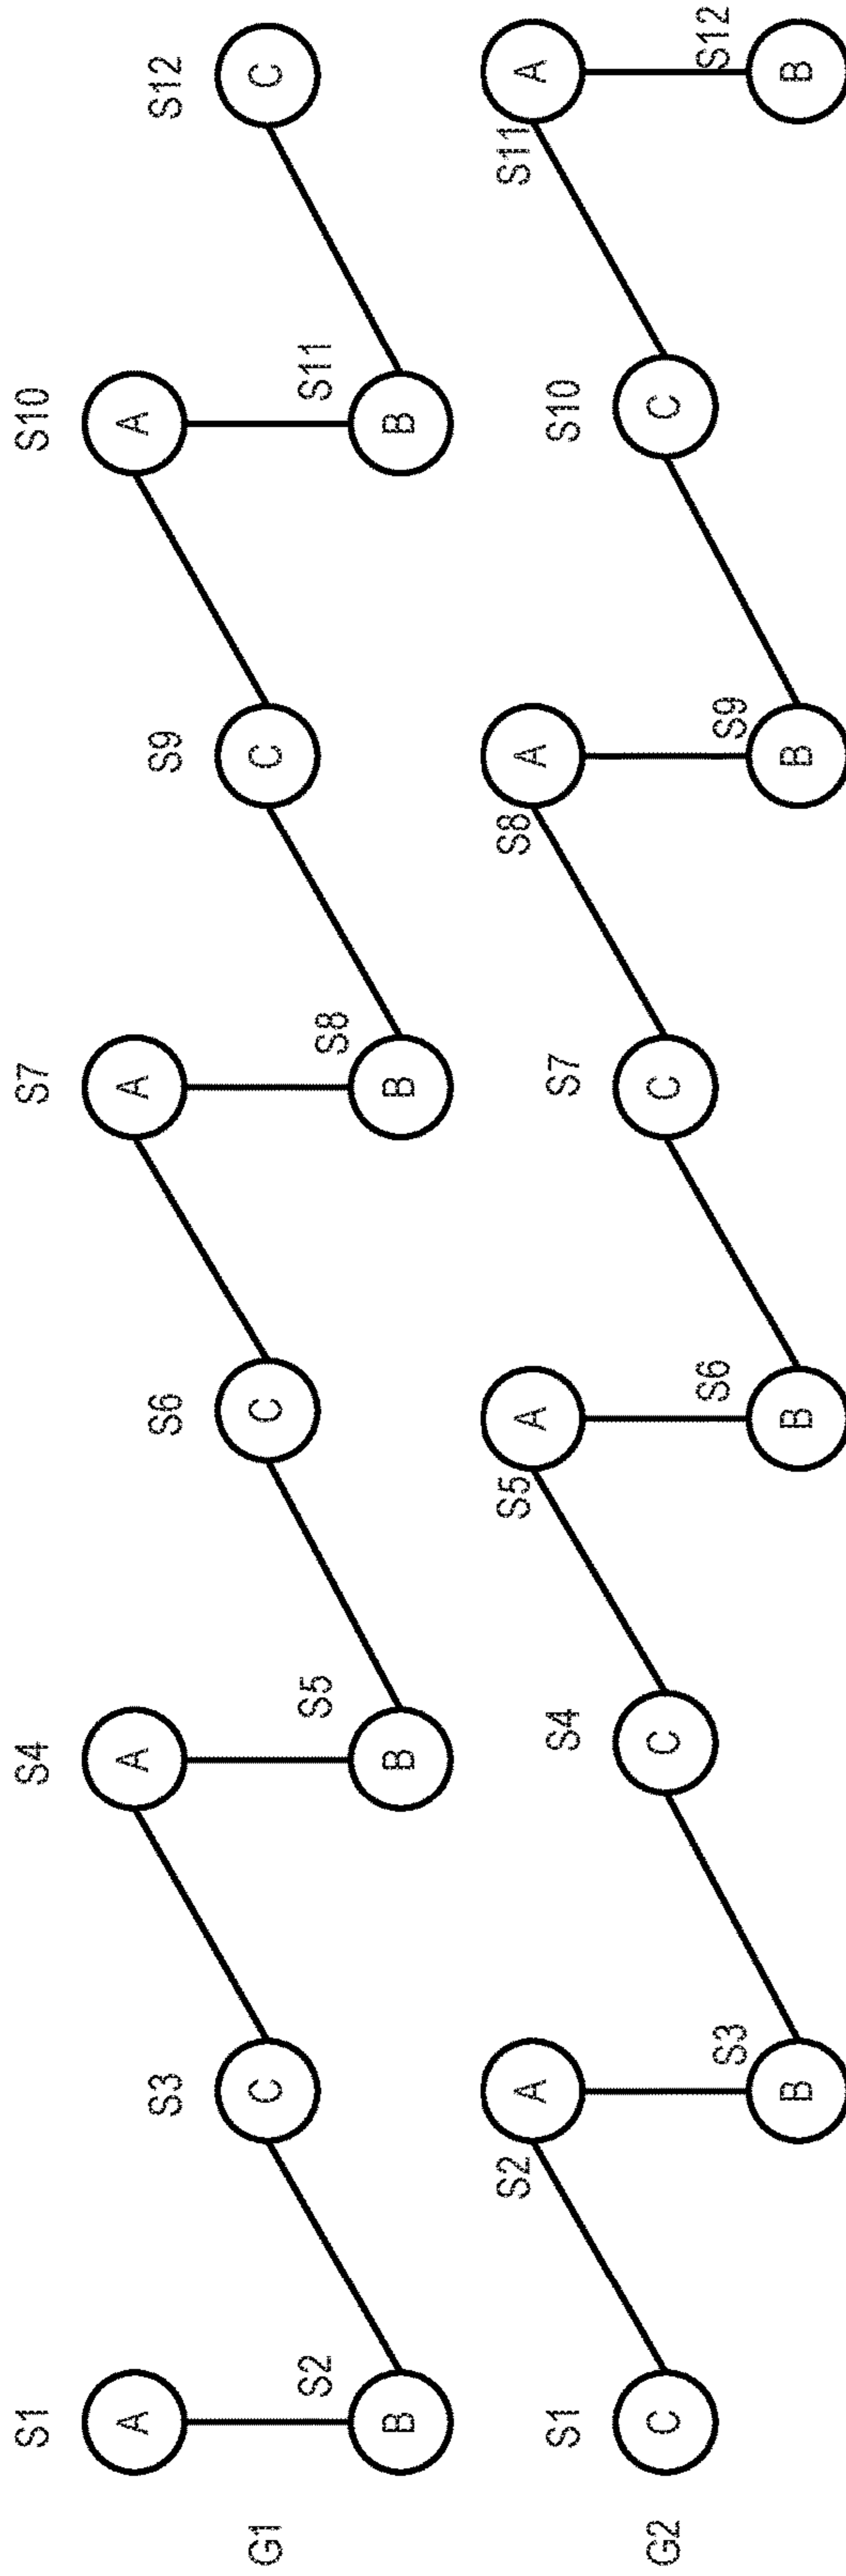 S1 S4 S7 S10
A A A A
S3 S6 S9 S12
G1 C C C C
S2 S5 S8 S11
B B B B
S2 S5 S8 S11
A A A A
S1 S4 S7 S10
G2 C C C C
S3 S6 S9 S12
B B B B